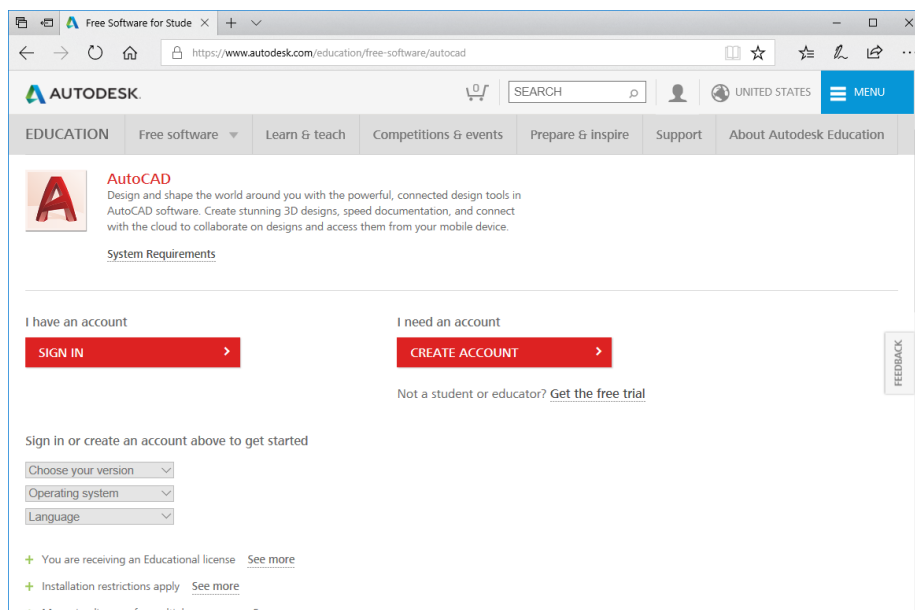 Free Software for Stude
https://www.autodesk.com/education/free-software/autocad
AUTODESK.
0
SEARCH
UNITED STATES
MENU
EDUCATION
Free software
Learn & teach
Competitions & events
Prepare & inspire
Support
About Autodesk Education
AutoCAD
Design and shape the world around you with the powerful, connected design tools in
AutoCAD software. Create stunning 3D designs, speed documentation, and connect
with the cloud to collaborate on designs and access them from your mobile device.
System Requirements
I have an account
SIGN IN
I need an account
CREATE ACCOUNT
Not a student or educator? Get the free trial
FEEDBACK
Sign in or create an account above to get started
Choose your version
Operating system
Language
+ You are receiving an Educational license See more
+ Installation restrictions apply See more